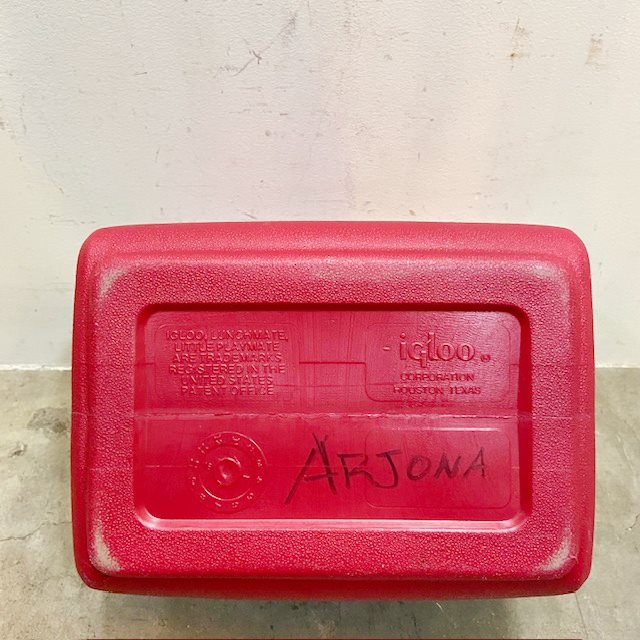 IGLOO, LUNCHMATE,
LITTLE PLAYMATE
ARE TRADEMARKS
REGISTERED IN THE
UNITED STATES
PATENT OFFICE
igloo
CORPORATION
HOUSTON TEXAS
ARJONA